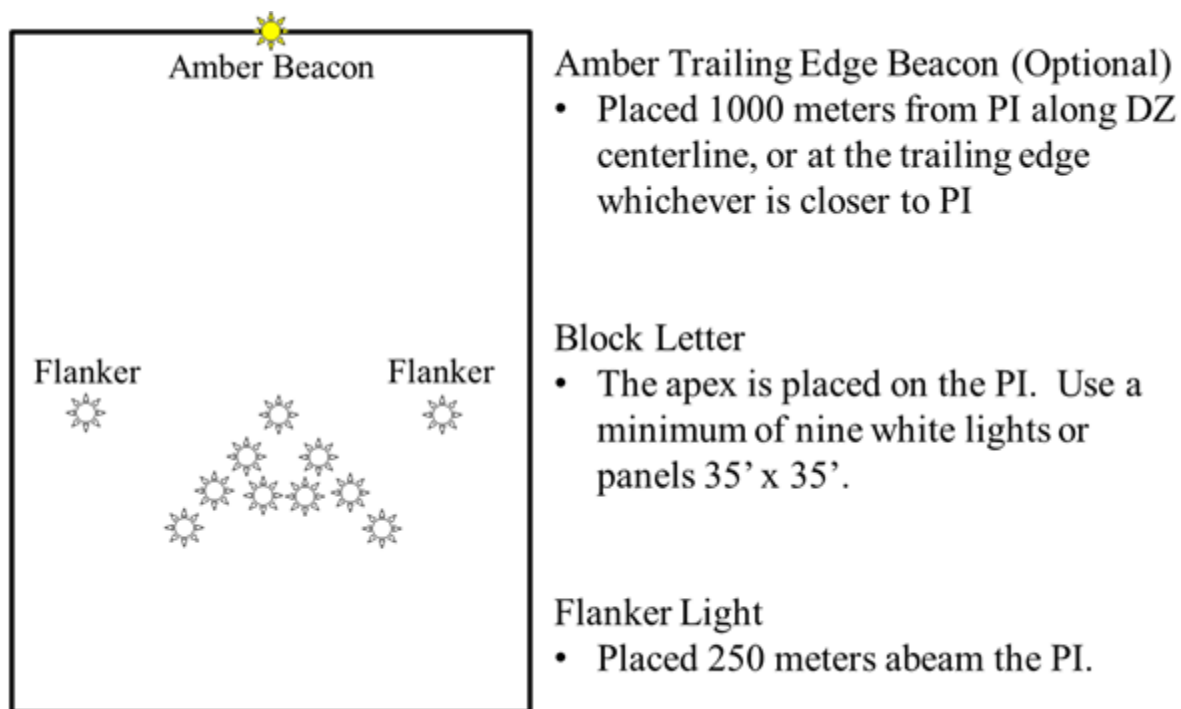 Amber Beacon
Flanker
Flanker
Amber Trailing Edge Beacon (Optional)
• Placed 1000 meters from PI along DZ
centerline, or at the trailing edge
whichever is closer to PI
Block Letter
• The apex is placed on the PI.  Use a
minimum of nine white lights or
panels 35’ x 35’.
Flanker Light
• Placed 250 meters abeam the PI.